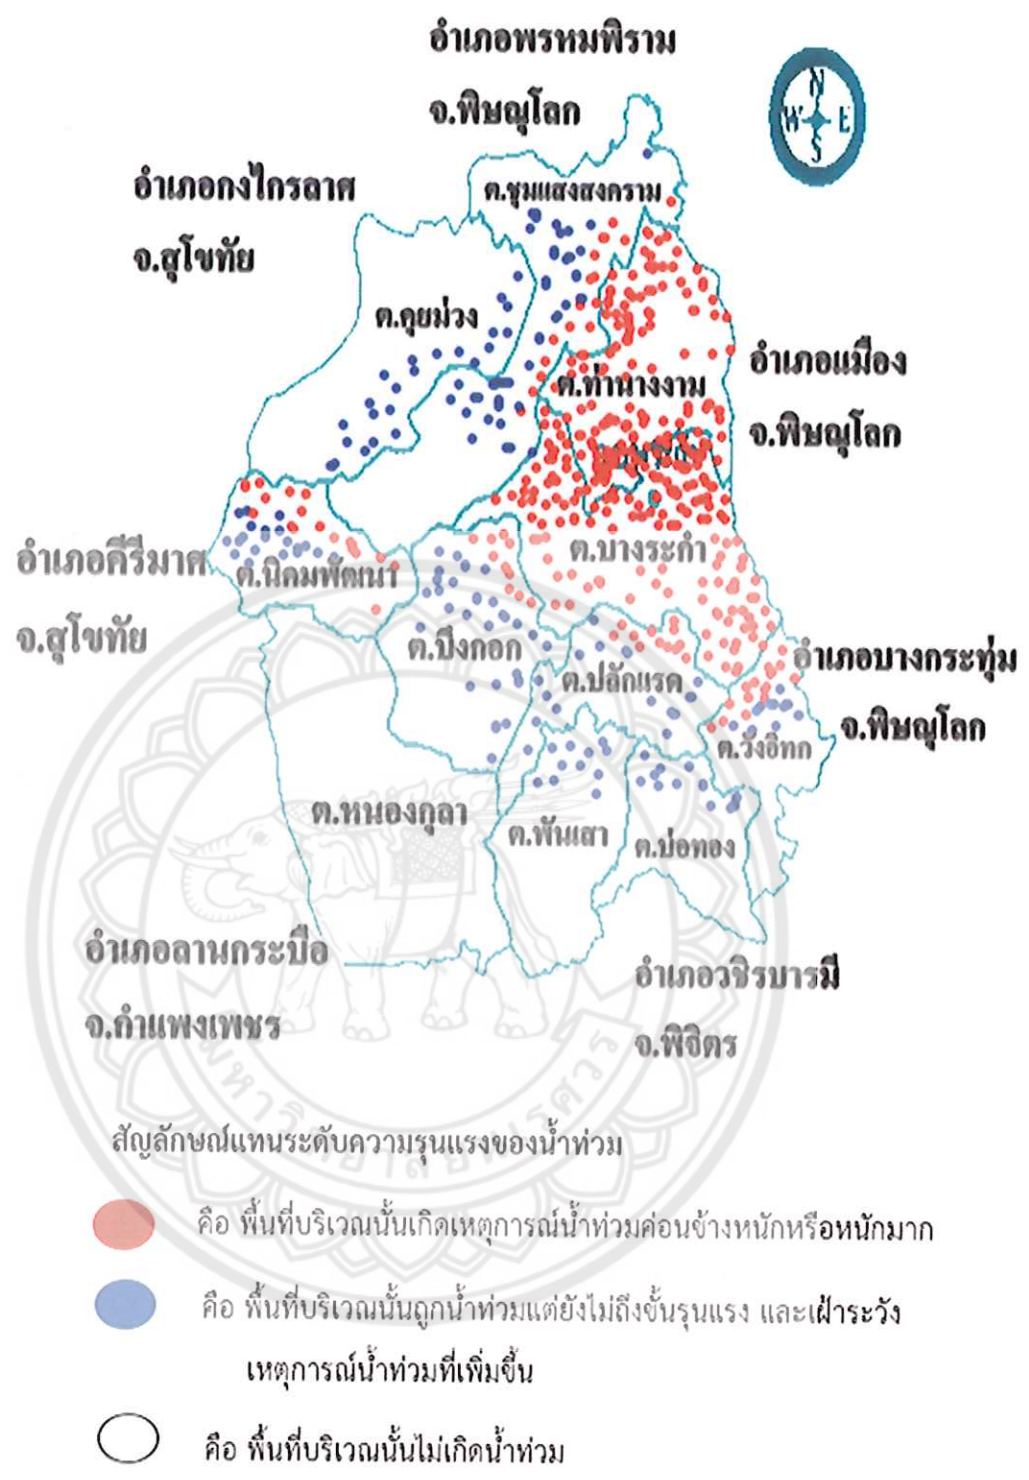 อำเภอพรหมพิราม
จ.พิษณุโลก
N
W E
S
อำเภอกงไกรลาศ
จ.สุโขทัย
ต.ชุมแสงสงคราม
ต.คุยม่วง
ต.ท่านางงาม
อำเภอเมือง
จ.พิษณุโลก
ต.บางระกำ
อำเภอคีรีมาศ
จ.สุโขทัย
ต.นิคมพัฒนา
ต.บึงกอก
ต.ปลักแรด
อำเภอบางกระทุ่ม
จ.พิษณุโลก
ต.วังอิทก
ต.หนองกุลา
ต.พันเสา
ต.บ่อทอง
อำเภอลานกระบือ
จ.กำแพงเพชร
อำเภอวชิรบารมี
จ.พิจิตร
มหาวิทยาลัยนเรศวร
สัญลักษณ์แทนระดับความรุนแรงของน้ำท่วม
คือ พื้นที่บริเวณนั้นเกิดเหตุการณ์น้ำท่วมค่อนข้างหนักหรือหนักมาก
คือ พื้นที่บริเวณนั้นถูกน้ำท่วมแต่ยังไม่ถึงขั้นรุนแรง และเฝ้าระวัง
เหตุการณ์น้ำท่วมที่เพิ่มขึ้น
คือ พื้นที่บริเวณนั้นไม่เกิดน้ำท่วม